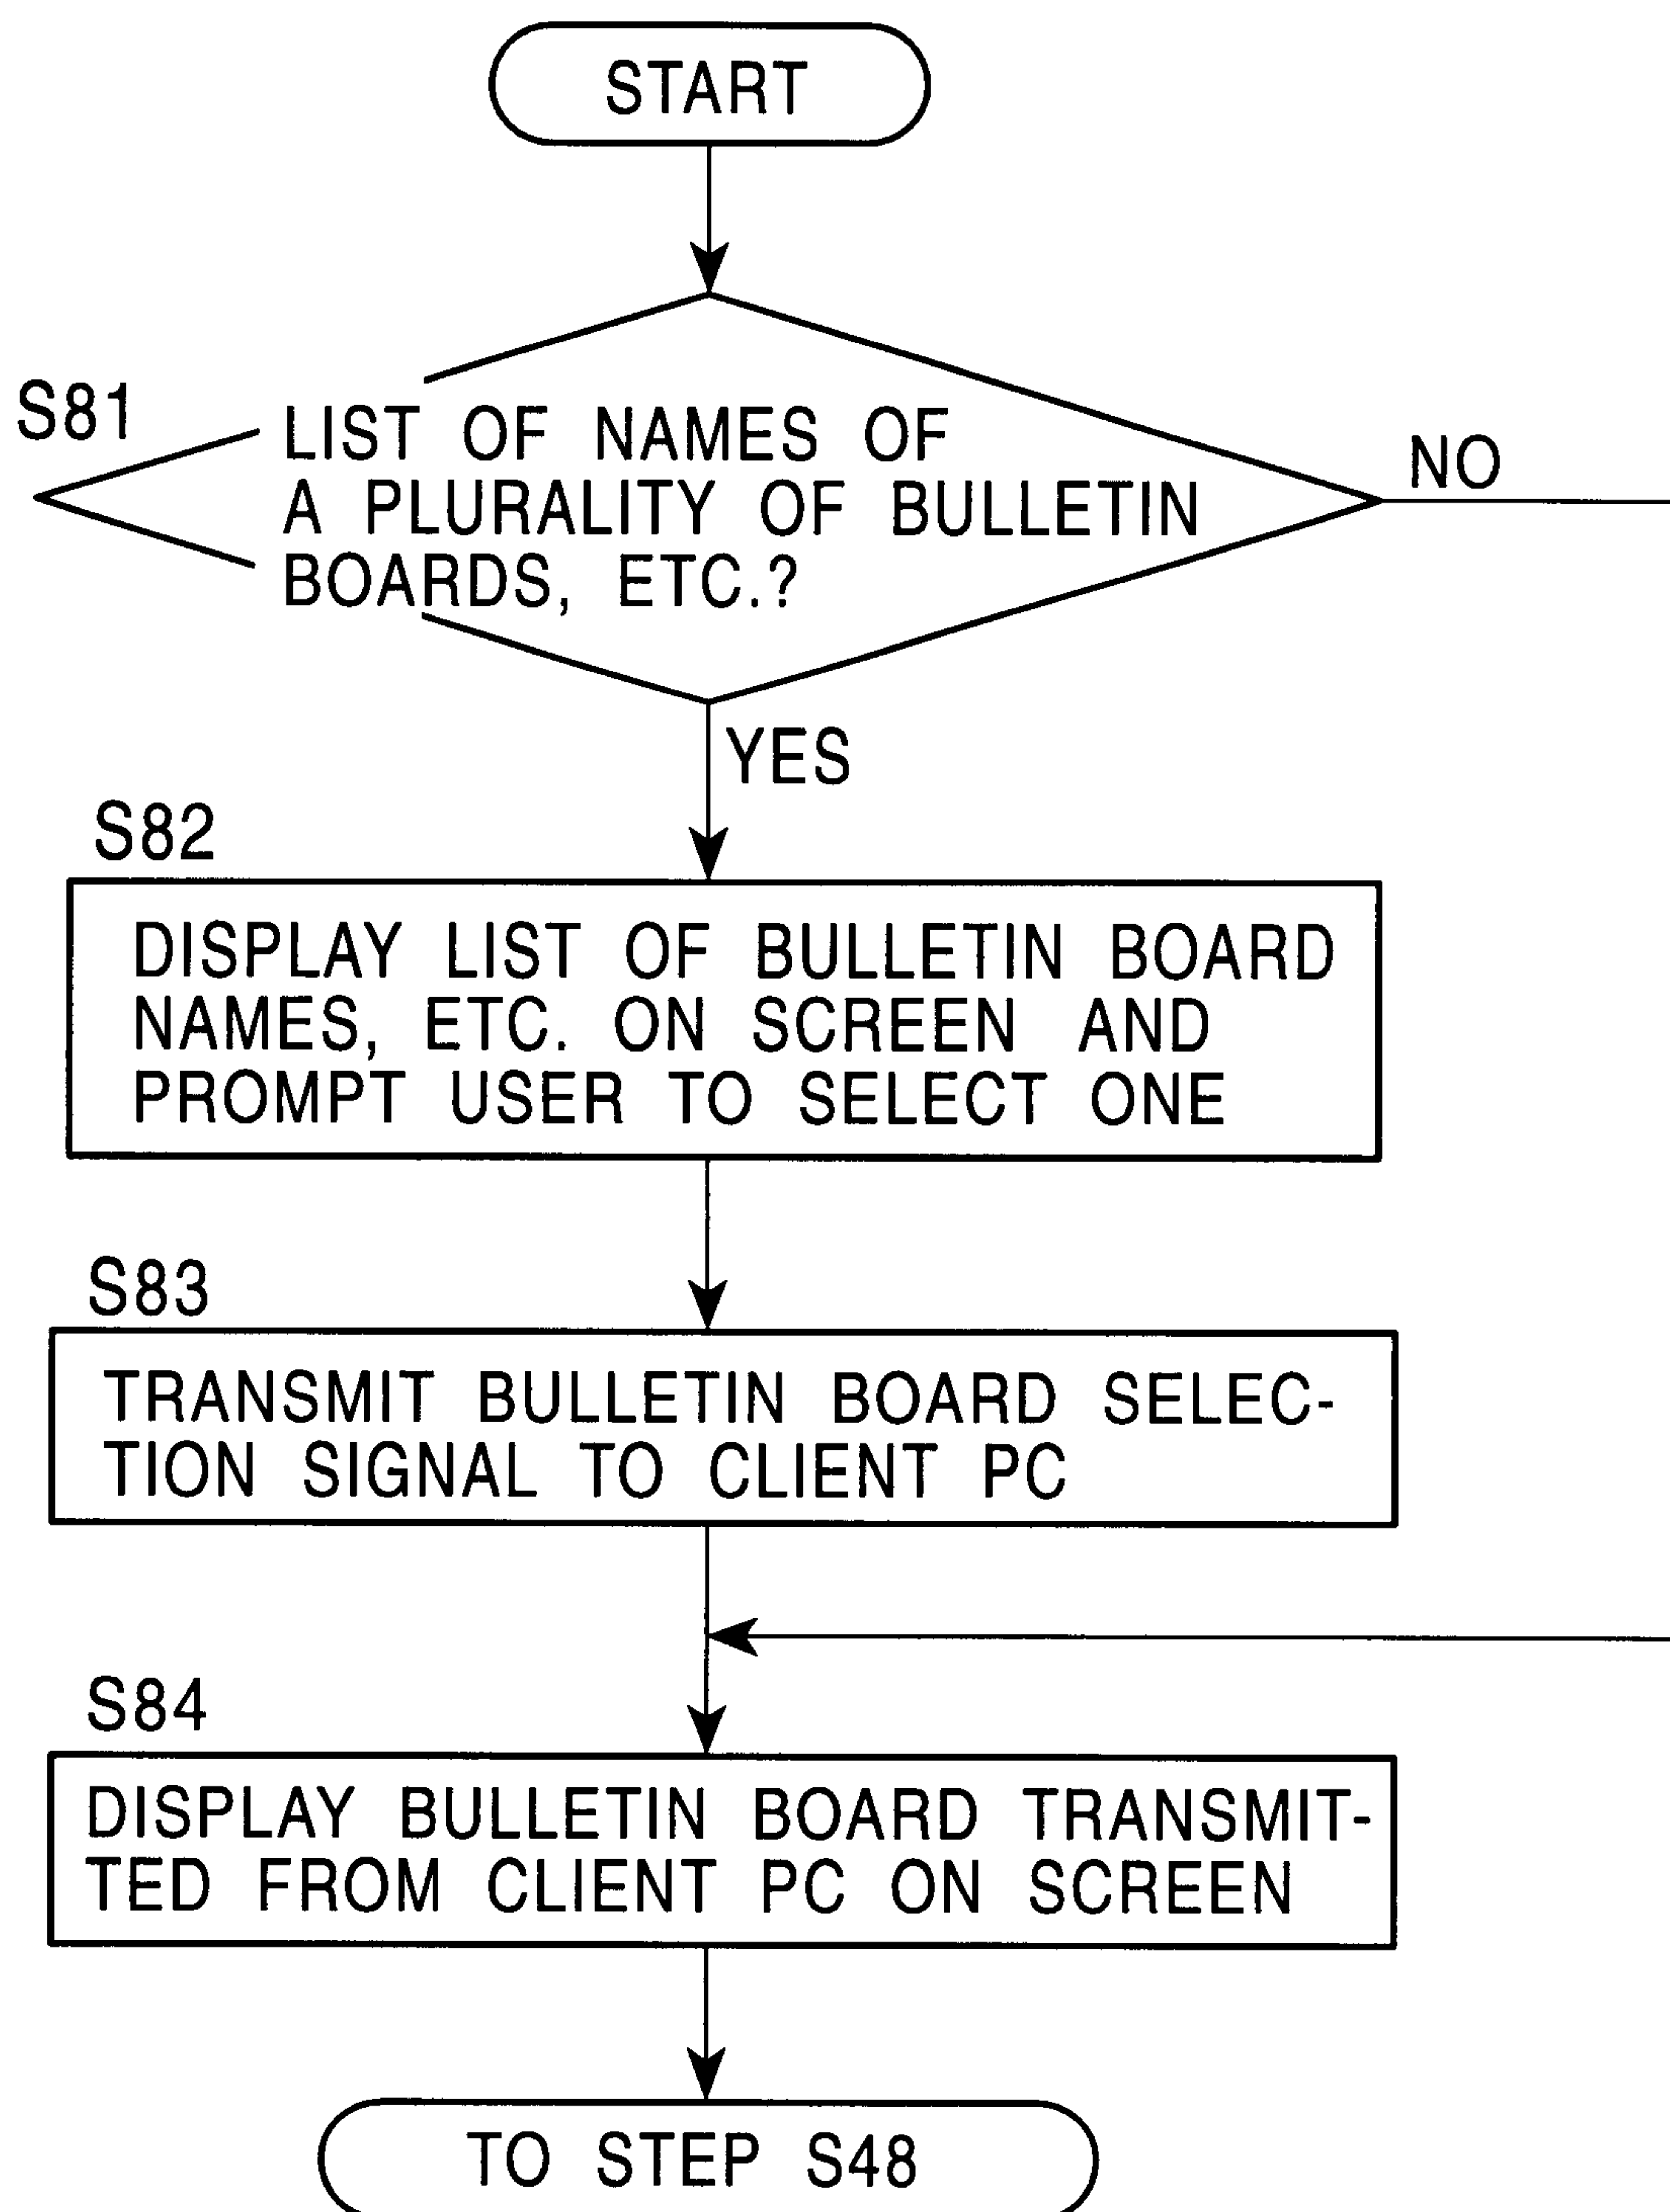 START
S81
LIST OF NAMES OF
A PLURALITY OF BULLETIN
BOARDS, ETC.?
NO
YES
S82
DISPLAY LIST OF BULLETIN BOARD
NAMES, ETC. ON SCREEN AND
PROMPT USER TO SELECT ONE
S83
TRANSMIT BULLETIN BOARD SELEC-
TION SIGNAL TO CLIENT PC
S84
DISPLAY BULLETIN BOARD TRANSMIT-
TED FROM CLIENT PC ON SCREEN
TO STEP S48